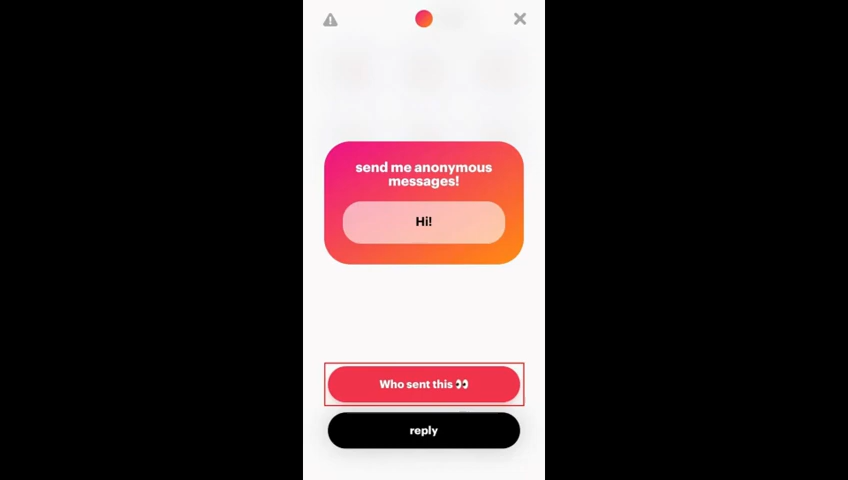 send me anonymous
messages!
Hi!
Who sent this 👀
reply